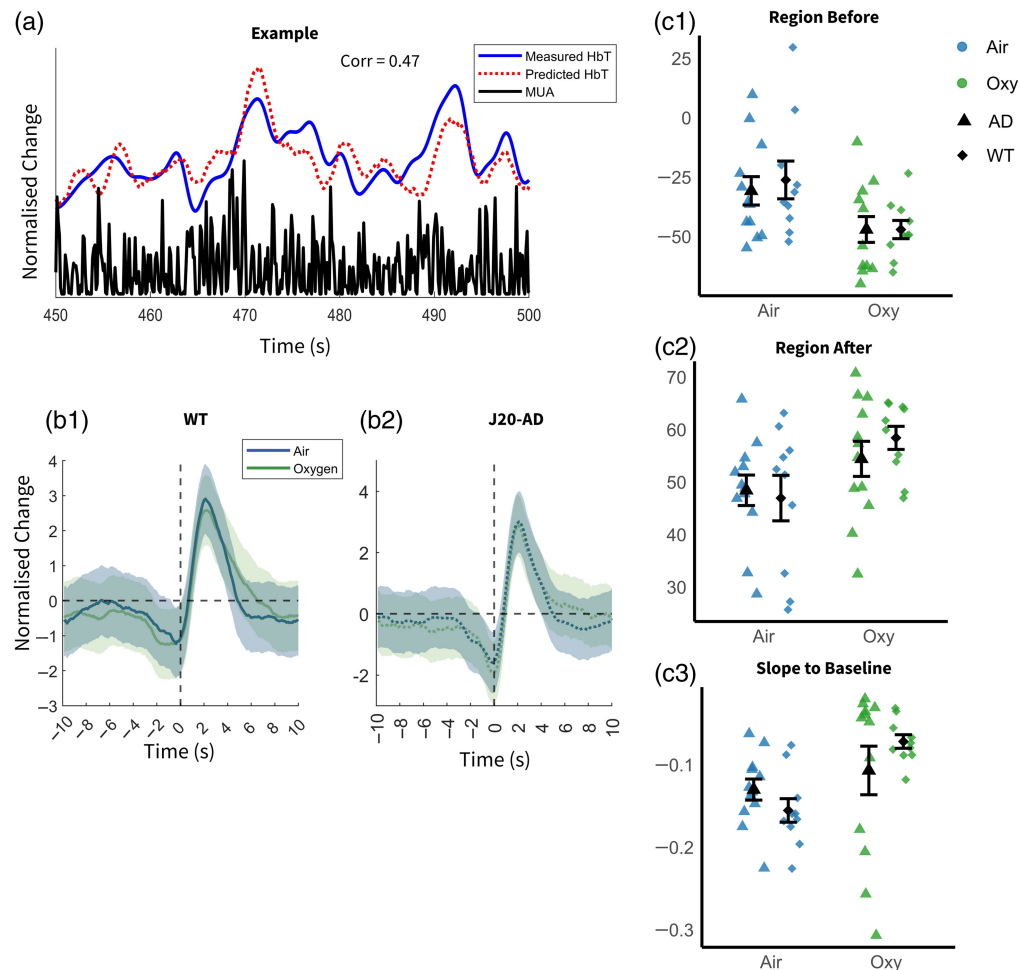 (a)
Example
Corr = 0.47
Measured HbT
Predicted HbT
MUA
Normalised Change
450
460
470
480
490
500
Time (s)
(b1)
WT
Air
Oxygen
Normalised Change
4
3
2
1
0
−1
−2
−3
−10
−8
−6
−4
−2
0
2
4
6
8
10
Time (s)
(b2)
J20-AD
4
2
0
−2
−10
−8
−6
−4
−2
0
2
4
6
8
10
Time (s)
(c1)
Region Before
25
0
−25
−50
Air
Oxy
Air
Oxy
AD
WT
(c2)
Region After
70
60
50
40
30
Air
Oxy
(c3)
Slope to Baseline
−0.1
−0.2
−0.3
Air
Oxy